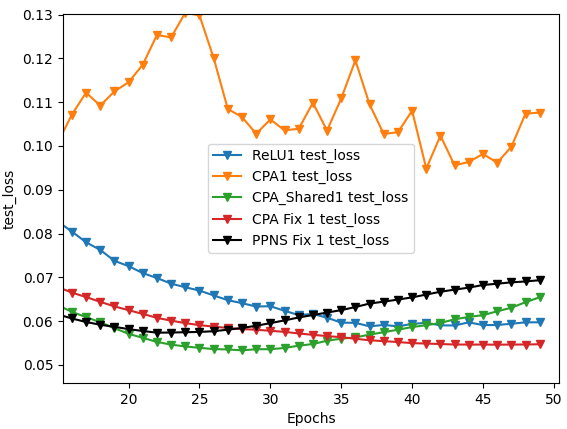 0.13
0.12
0.11
0.10
0.09
0.08
0.07
0.06
0.05
test_loss
ReLU1 test_loss
CPA1 test_loss
CPA_Shared1 test_loss
CPA Fix 1 test_loss
PPNS Fix 1 test_loss
20 25 30 35 40 45 50
Epochs